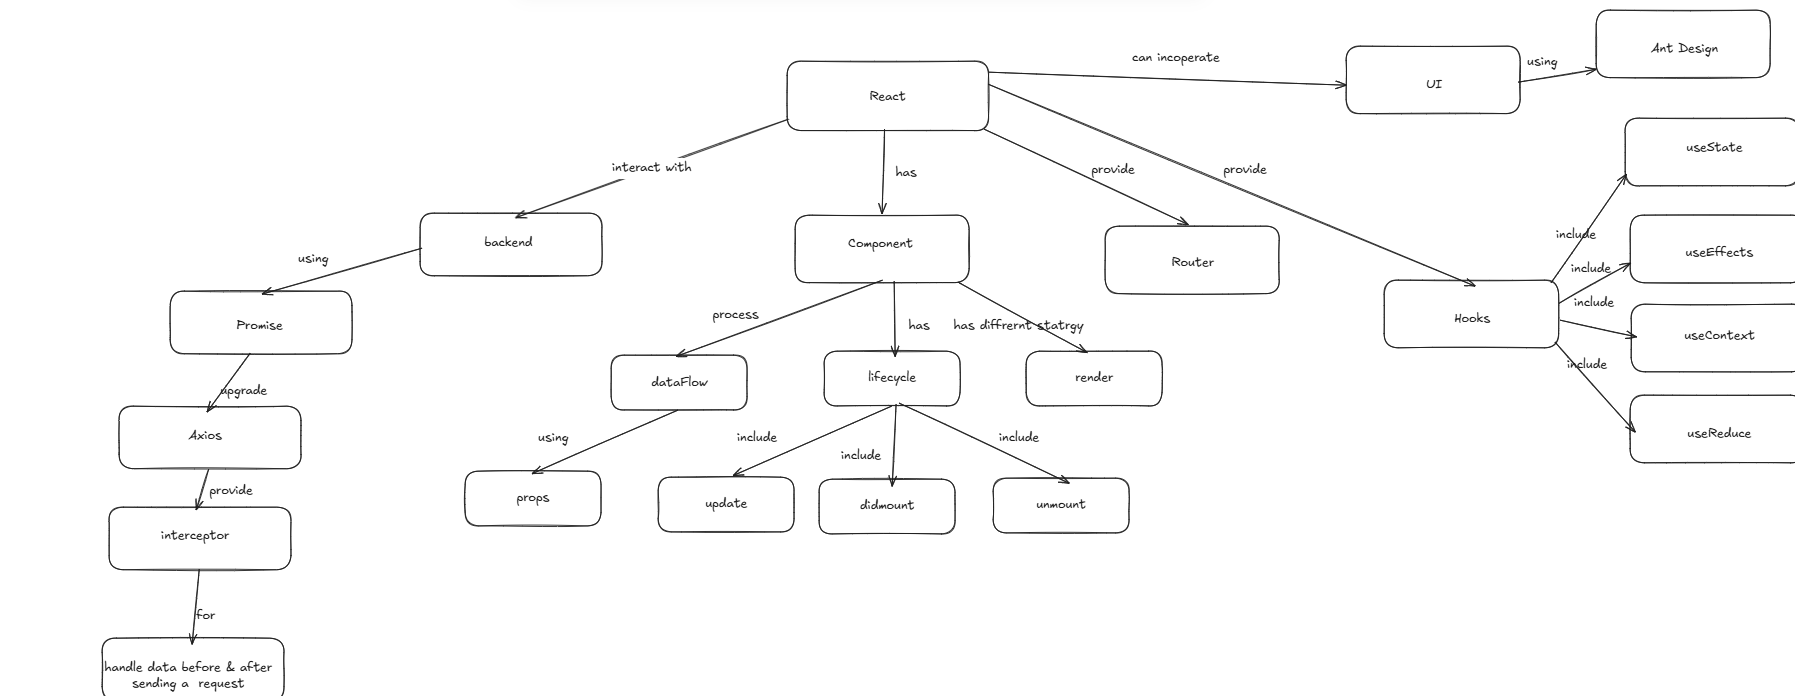 Ant Design
can incoperate
using
UI
React
useState
interact with
has
provide
provide
backend
Component
Router
include
useEffects
using
include
include
Promise
process
has
has diffrernt statrgy
Hooks
useContext
dataFlow
lifecycle
render
include
upgrade
Axios
using
include
include
include
useReduce
provide
props
update
didmount
unmount
interceptor
for
handle data before & after
sending a request